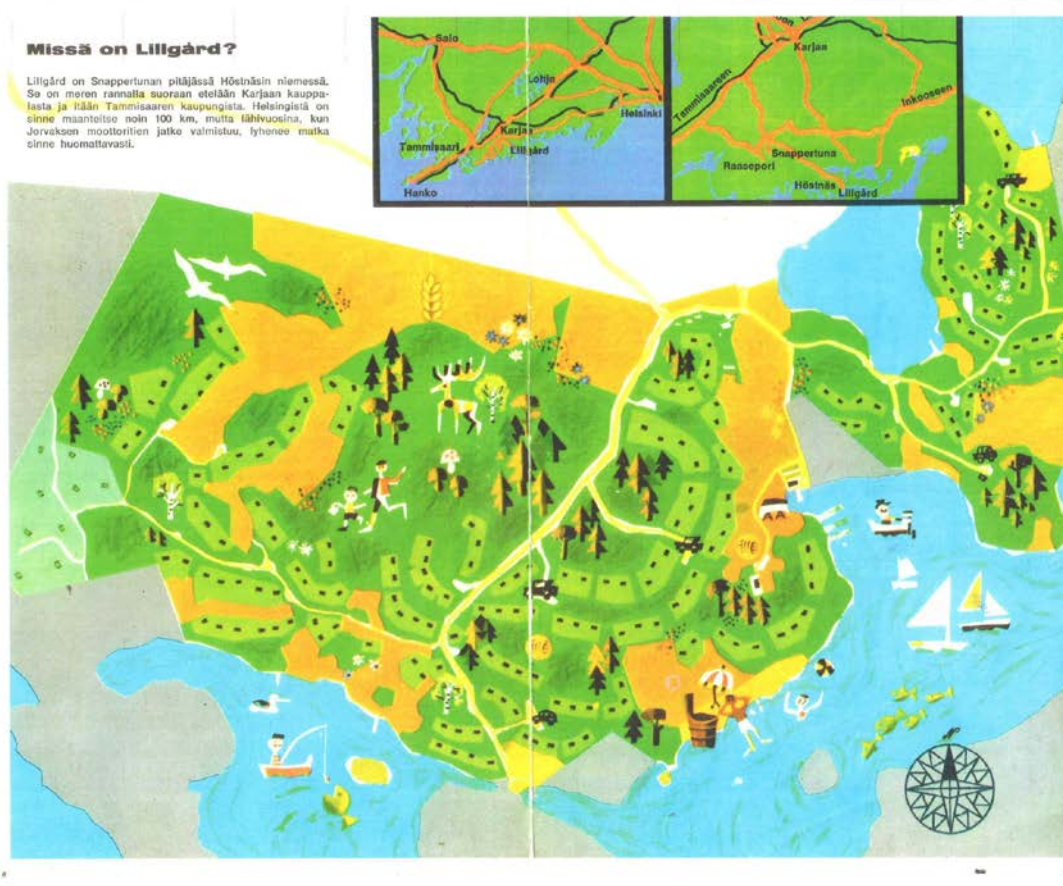 Missä on Lillgård?
Lillgård on Snappertunan pitäjässä Höstnäsin niemessä.
Se on meren rannalla suoraan etelään Karjaan kauppa-
lasta ja itään Tammisaaren kaupungista. Helsingistä on
sinne maanteitse noin 100 km, mutta lähivuosina, kun
Jorvaksen moottoritien jatko valmistuu, lyhenee matka
sinne huomattavasti.
Salo
Lohja
Helsinki
Karjaa
Tammisaari
Lillgård
Hanko
Karjaa
Tammisaareen
Inkooseen
Snappertuna
Raasepori
Höstnäs
Lillgård